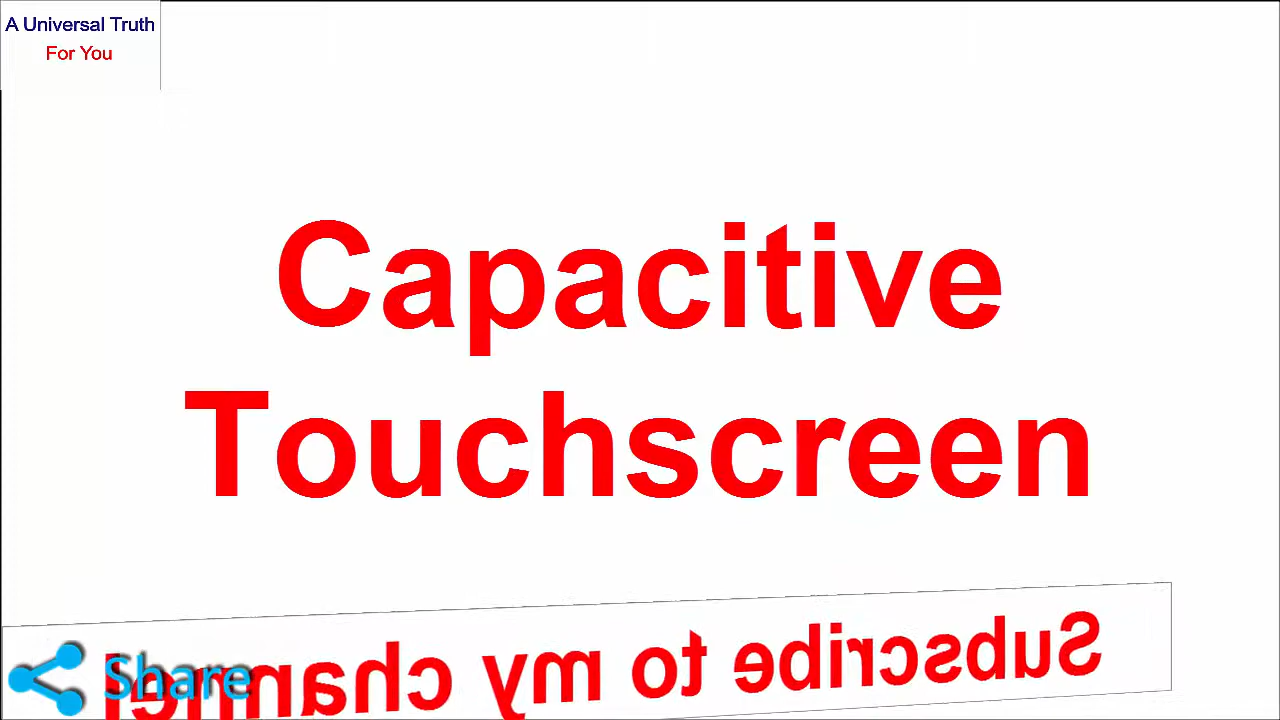 A Universal Truth
For You
Capacitive
Touchscreen
Subscribe to my channel
Share